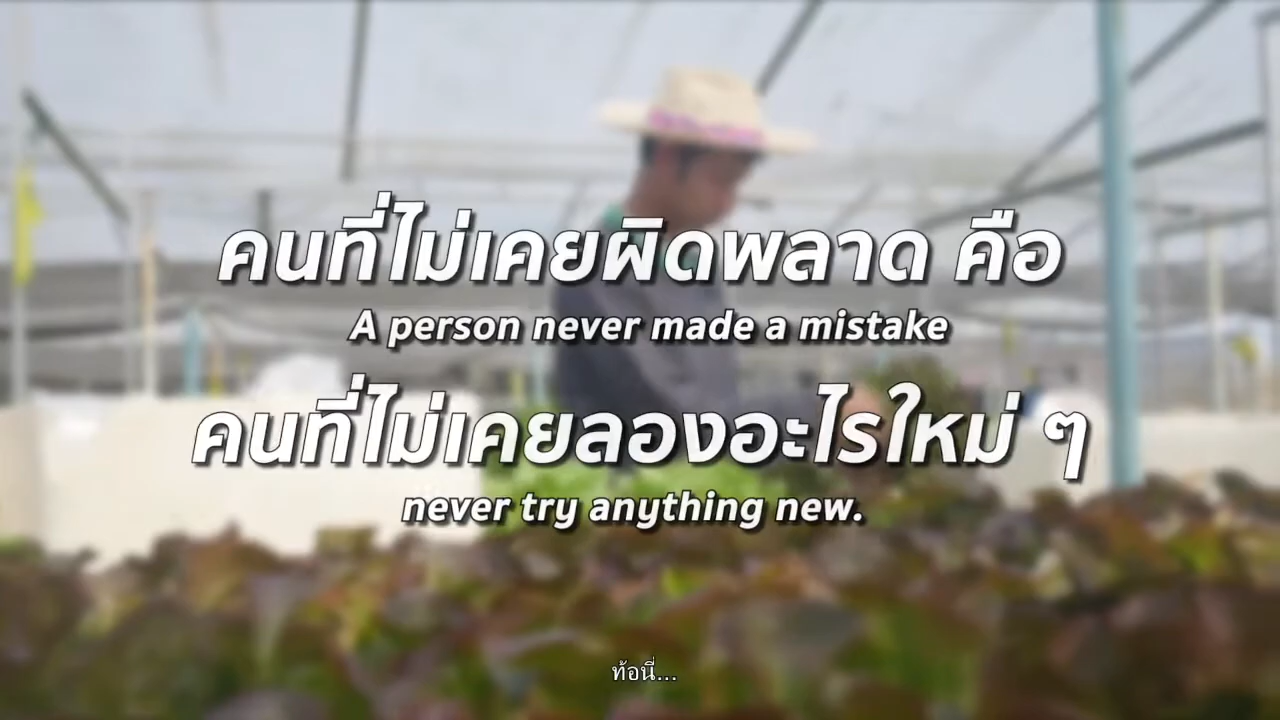 คนที่ไม่เคยผิดพลาด คือ
A person never made a mistake
คนที่ไม่เคยลองอะไรใหม่ ๆ
never try anything new.
ท้อนี่...